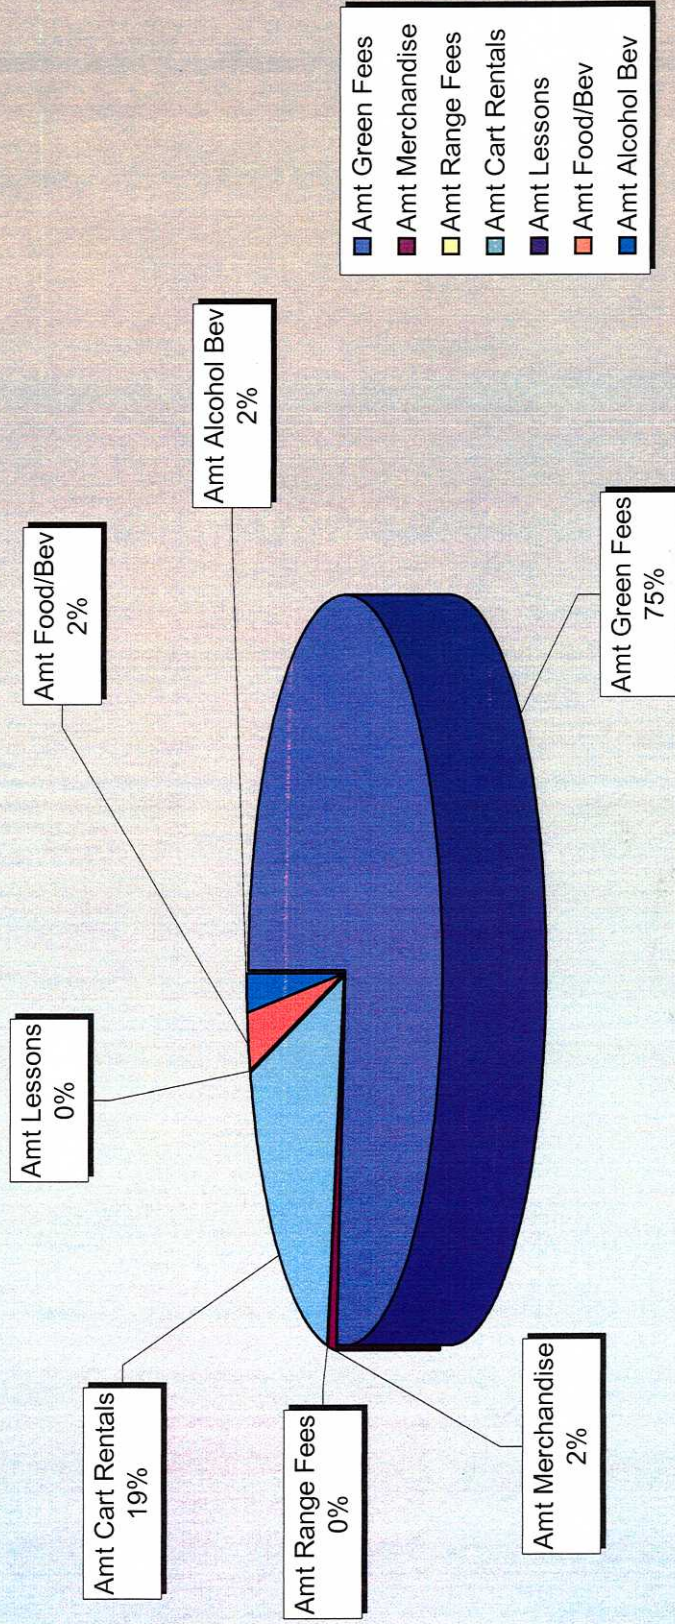 Amt Lessons
0%
Amt Food/Bev
2%
Amt Cart Rentals
19%
Amt Alcohol Bev
2%
Amt Range Fees
0%
Amt Merchandise
2%
Amt Green Fees
75%
Amt Green Fees
Amt Merchandise
Amt Range Fees
Amt Cart Rentals
Amt Lessons
Amt Food/Bev
Amt Alcohol Bev